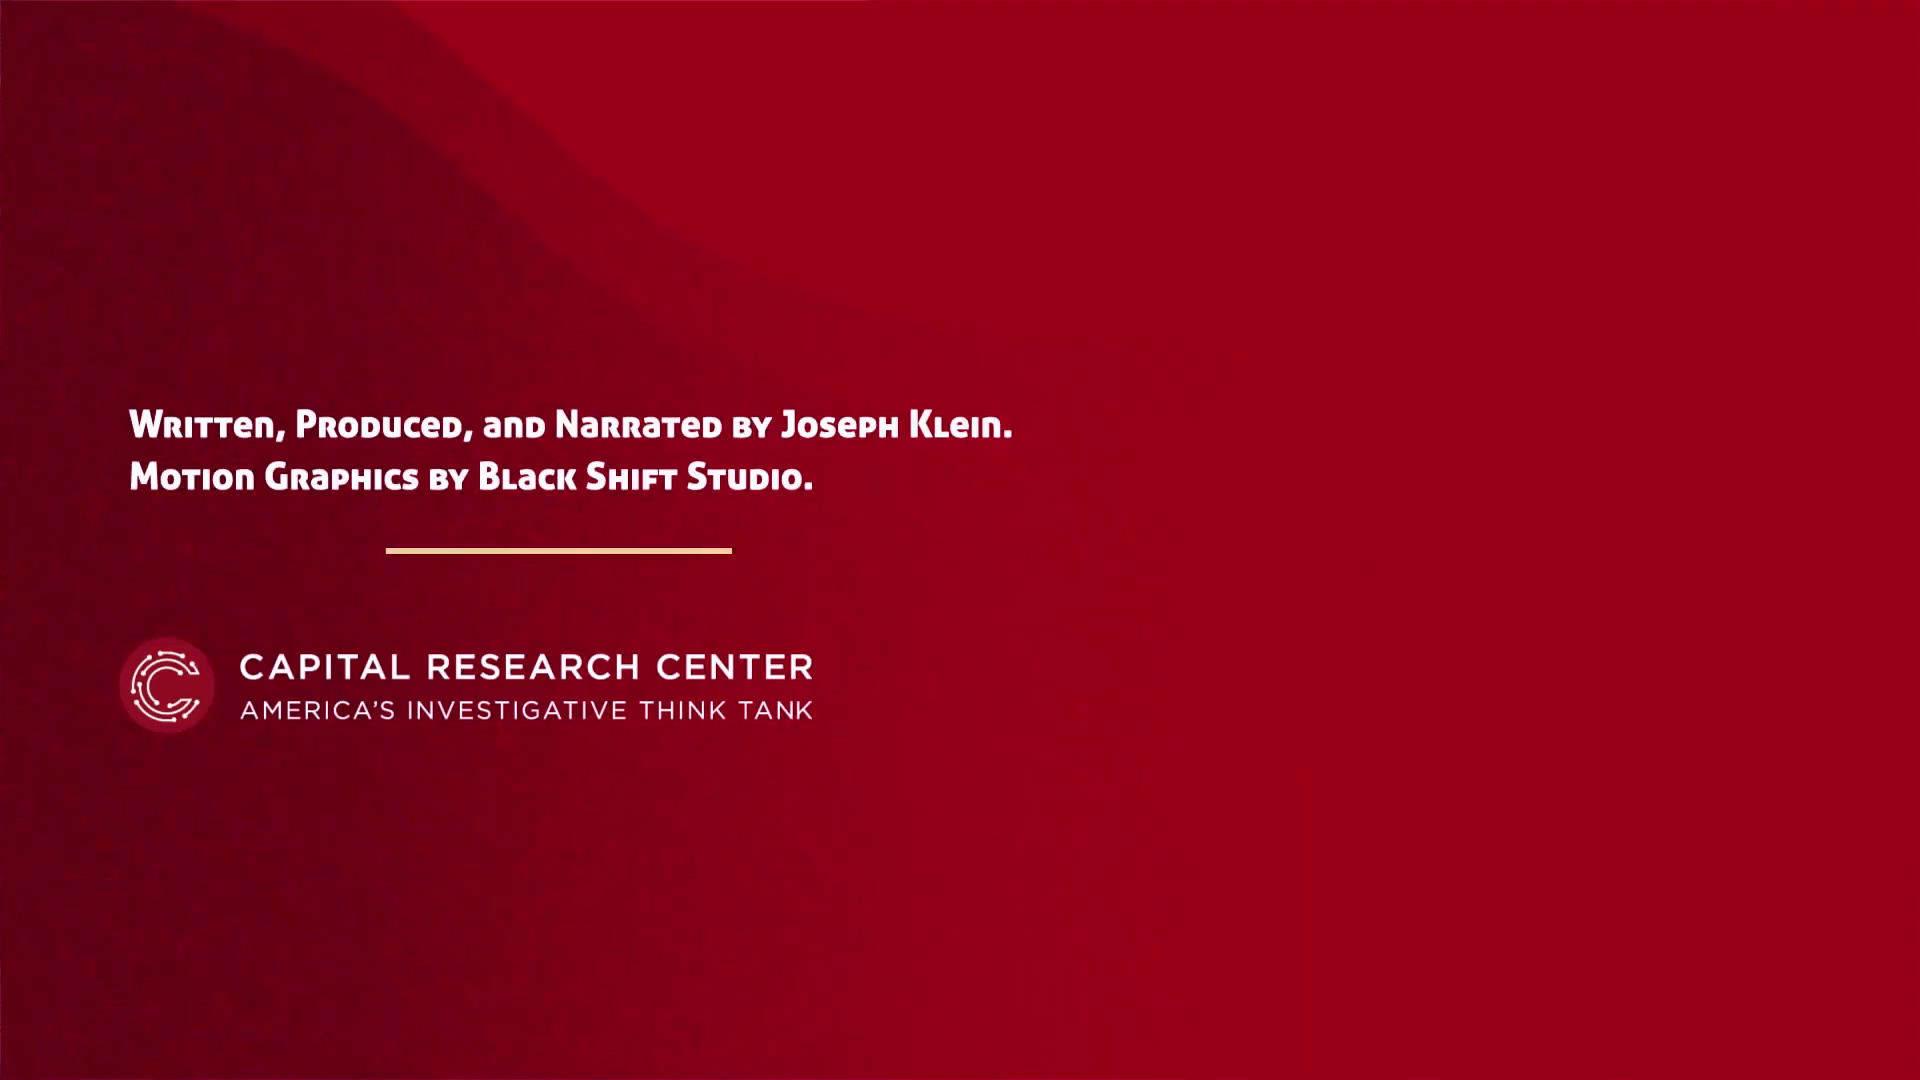 Written, Produced, and Narrated by Joseph Klein.
Motion Graphics by Black Shift Studio.
CAPITAL RESEARCH CENTER
AMERICA'S INVESTIGATIVE THINK TANK